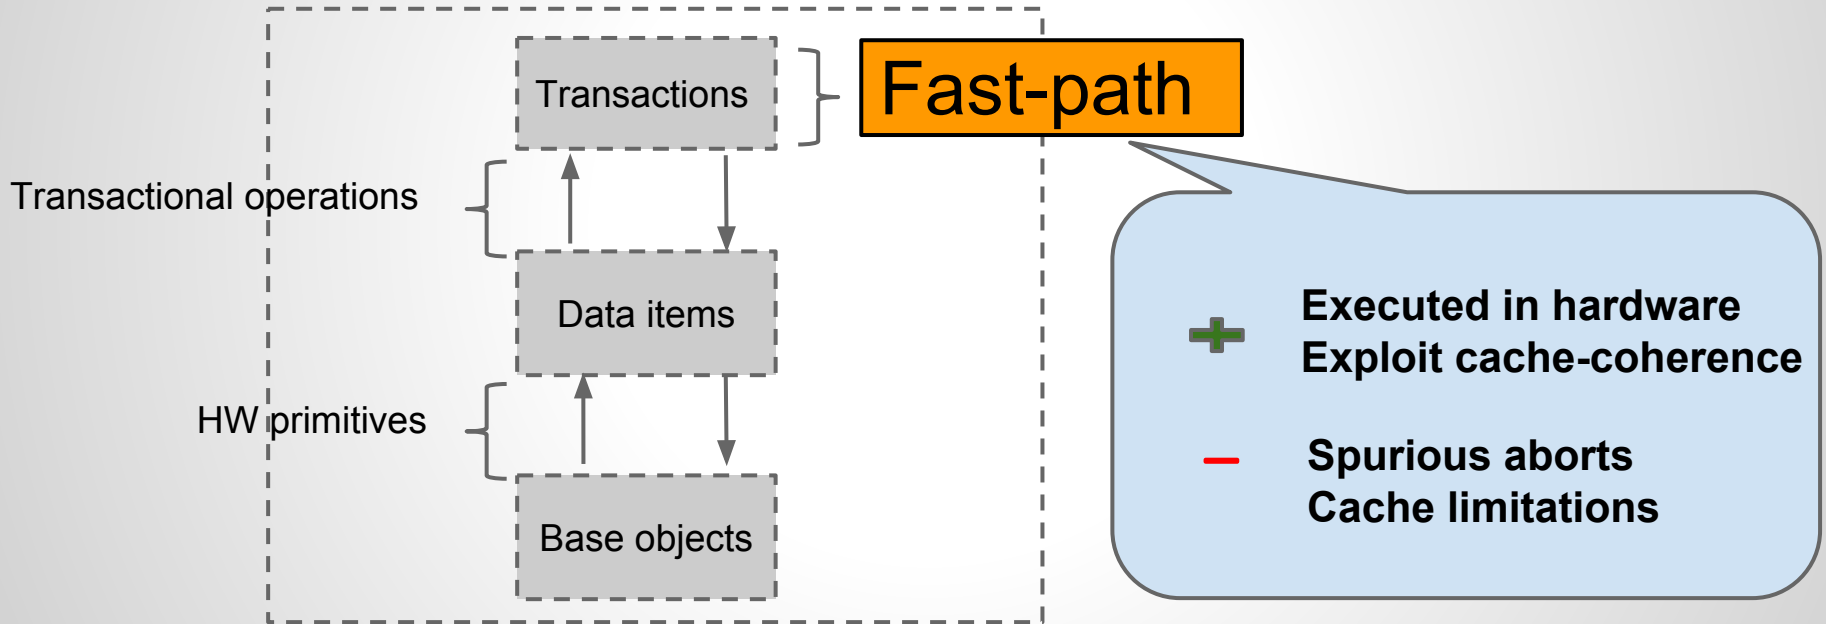 Transactions
Fast-path
Transactional operations
Data items
Executed in hardware
Exploit cache-coherence
HW primitives
Spurious aborts
Cache limitations
Base objects